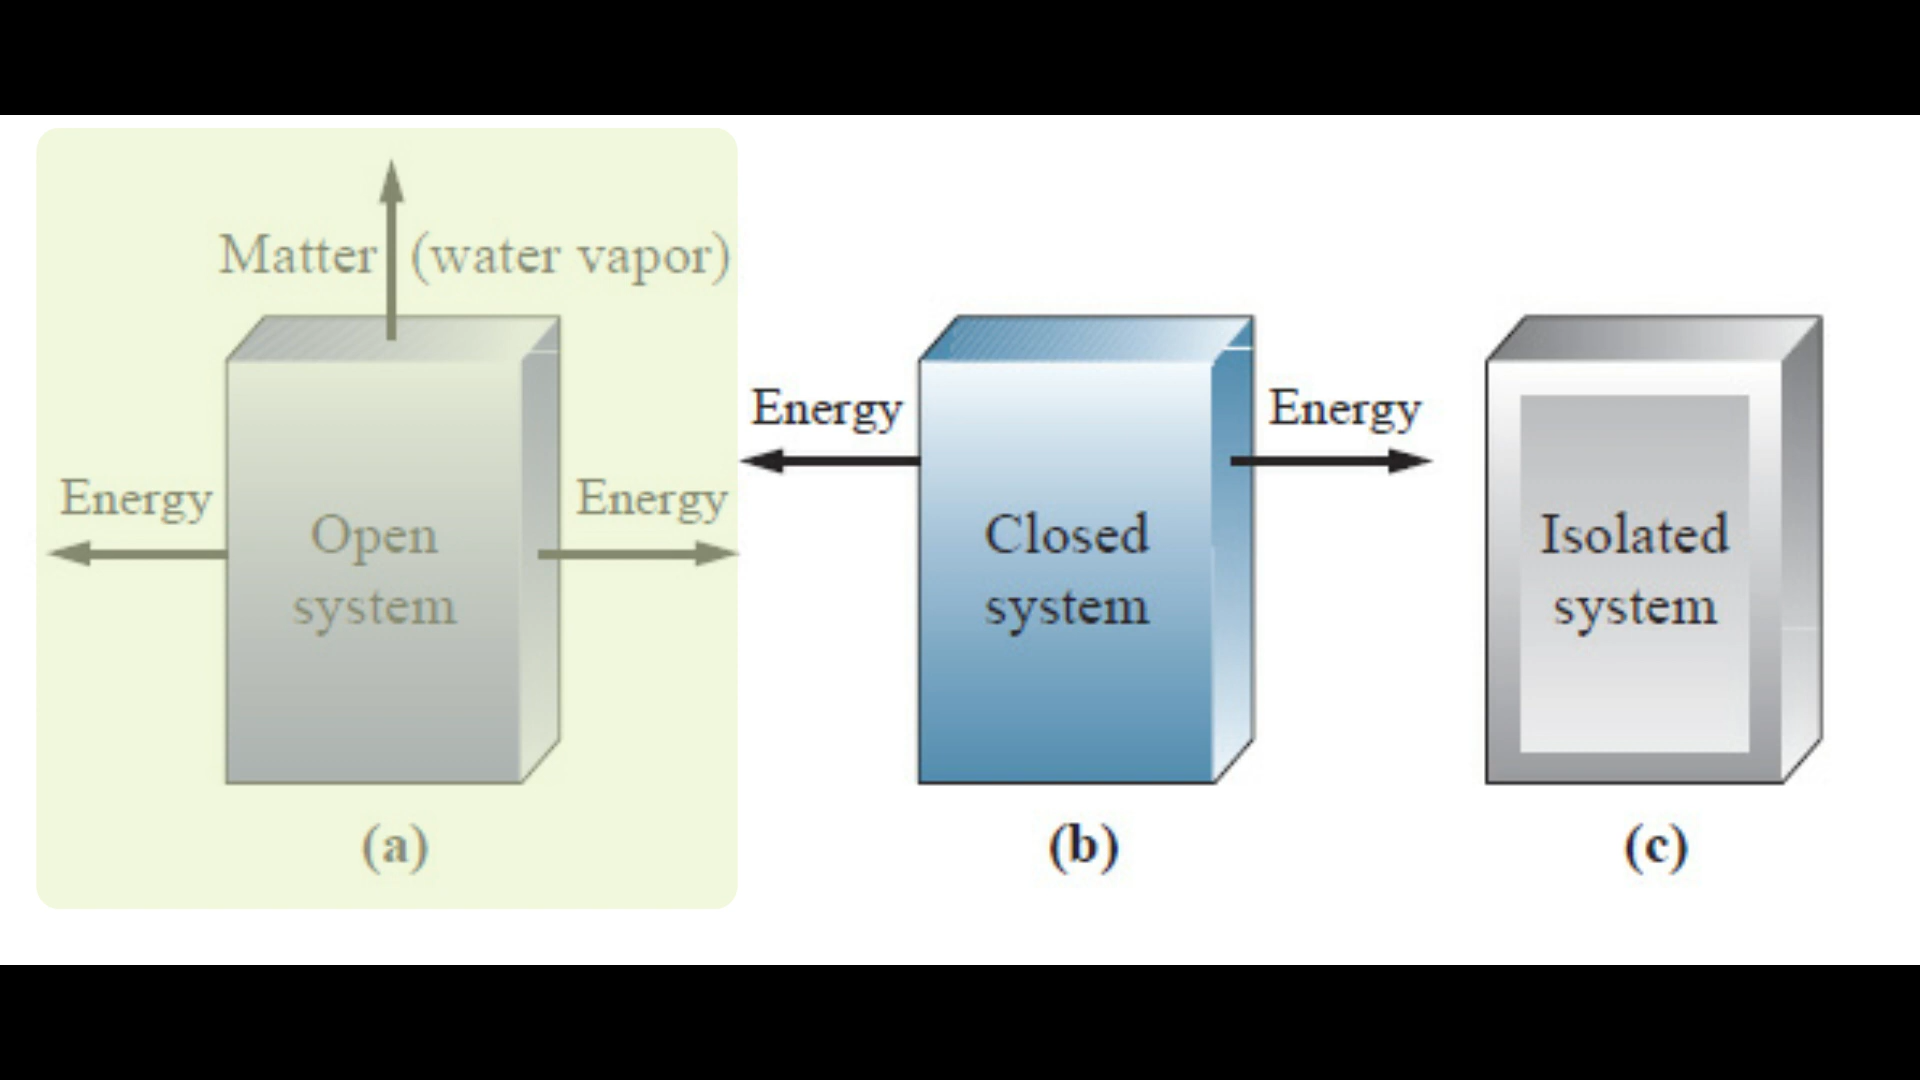 Matter (water vapor)
Energy
Energy
Open
system
(a)
Energy
Energy
Closed
system
(b)
Isolated
system
(c)